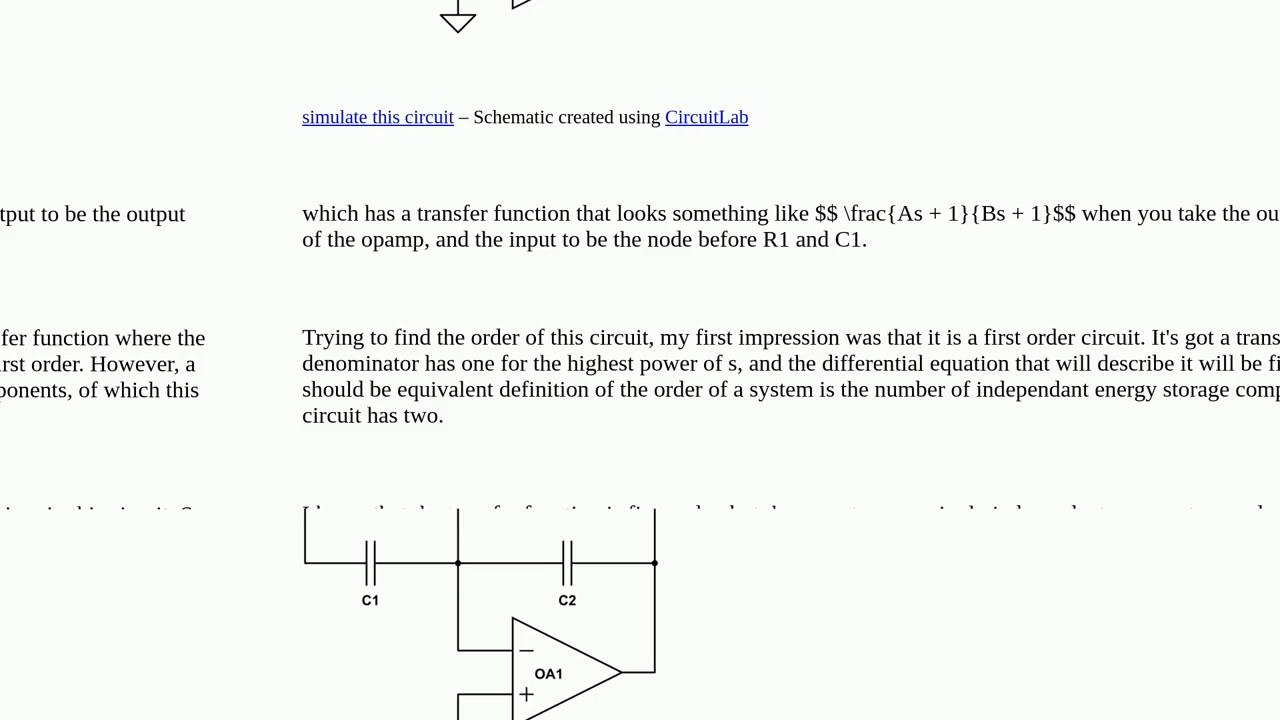 simulate this circuit – Schematic created using CircuitLab
tput to be the output
which has a transfer function that looks something like $$ \frac{As + 1}{Bs + 1}$$ when you take the ou
of the opamp, and the input to be the node before R1 and C1.
fer function where the
rst order. However, a
ponents, of which this
Trying to find the order of this circuit, my first impression was that it is a first order circuit. It's got a trans
denominator has one for the highest power of s, and the differential equation that will describe it will be fi
should be equivalent definition of the order of a system is the number of independant energy storage comp
circuit has two.
C1
C2
OA1